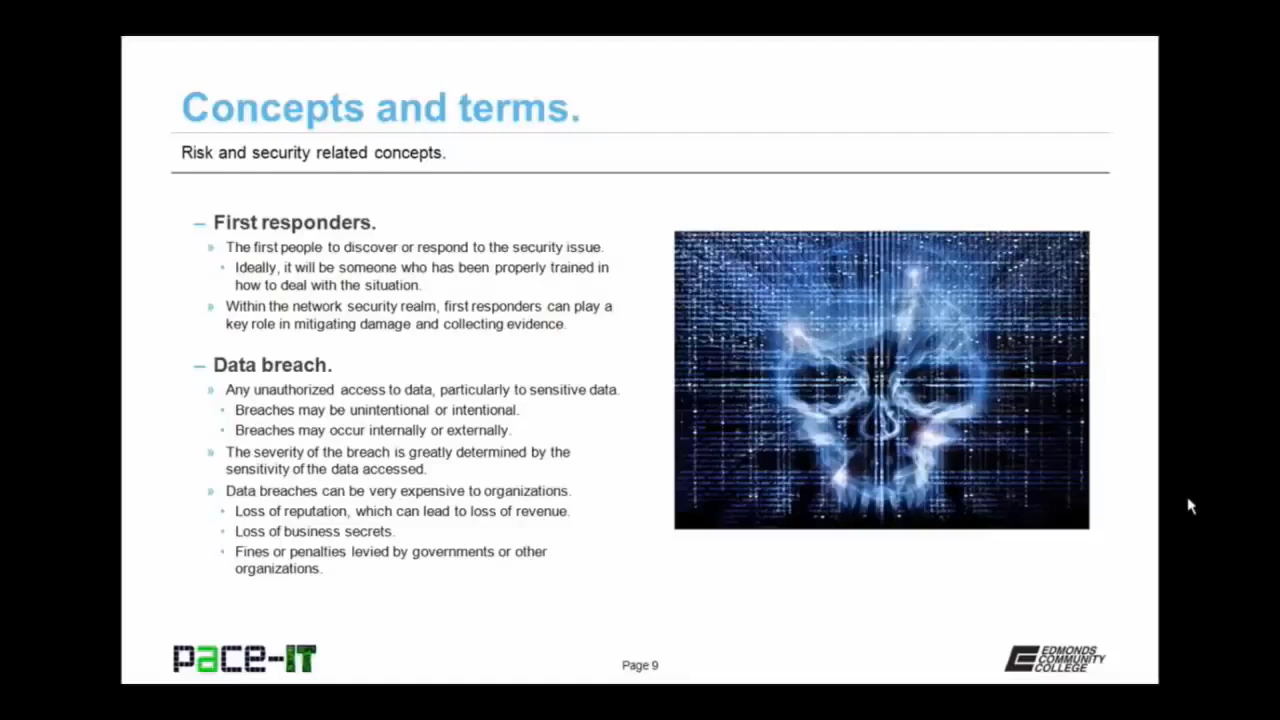 Concepts and terms.
Risk and security related concepts.
– First responders.
» The first people to discover or respond to the security issue.
• Ideally, it will be someone who has been properly trained in
how to deal with the situation.
» Within the network security realm, first responders can play a
key role in mitigating damage and collecting evidence.
– Data breach.
» Any unauthorized access to data, particularly to sensitive data.
• Breaches may be unintentional or intentional.
• Breaches may occur internally or externally.
» The severity of the breach is greatly determined by the
sensitivity of the data accessed.
» Data breaches can be very expensive to organizations.
• Loss of reputation, which can lead to loss of revenue.
• Loss of business secrets.
• Fines or penalties levied by governments or other
organizations.
pace-IT
Page 9
EDMONDS
COMMUNITY
COLLEGE